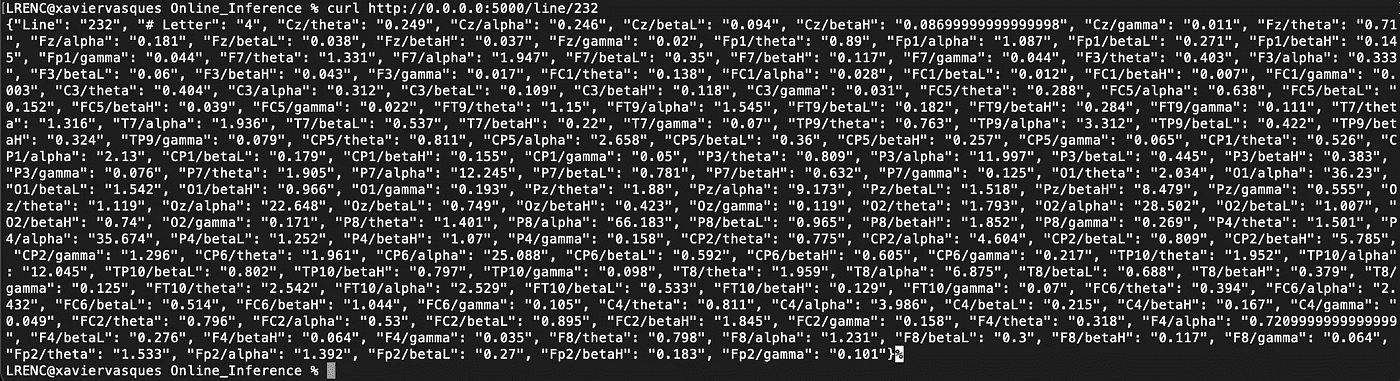 LRENC@xaviervasques Online_Inference % curl http://0.0.0.0:5000/line/232
{"Line": "232", "# Letter": "4", "Cz/theta": "0.249", "Cz/alpha": "0.246", "Cz/betaL": "0.094", "Cz/betaH": "0.08699999999999998", "Cz/gamma": "0.011", "Fz/theta": "0.71
", "Fz/alpha": "0.181", "Fz/betaL": "0.038", "Fz/betaH": "0.037", "Fz/gamma": "0.02", "Fp1/theta": "0.89", "Fp1/alpha": "1.087", "Fp1/betaL": "0.271", "Fp1/betaH": "0.14
5", "Fp1/gamma": "0.044", "F7/theta": "1.331", "F7/alpha": "1.947", "F7/betaL": "0.35", "F7/betaH": "0.117", "F7/gamma": "0.044", "F3/theta": "0.403", "F3/alpha": "0.333
", "F3/betaL": "0.06", "F3/betaH": "0.043", "F3/gamma": "0.017", "FC1/theta": "0.138", "FC1/alpha": "0.028", "FC1/betaL": "0.012", "FC1/betaH": "0.007", "FC1/gamma": "0.
003", "C3/theta": "0.404", "C3/alpha": "0.312", "C3/betaL": "0.109", "C3/betaH": "0.118", "C3/gamma": "0.031", "FC5/theta": "0.288", "FC5/alpha": "0.638", "FC5/betaL": "
0.152", "FC5/betaH": "0.039", "FC5/gamma": "0.022", "FT9/theta": "1.15", "FT9/alpha": "1.545", "FT9/betaL": "0.182", "FT9/betaH": "0.284", "FT9/gamma": "0.111", "T7/thet
a": "1.316", "T7/alpha": "1.936", "T7/betaL": "0.537", "T7/betaH": "0.22", "T7/gamma": "0.07", "TP9/theta": "0.763", "TP9/alpha": "3.312", "TP9/betaL": "0.422", "TP9/bet
aH": "0.324", "TP9/gamma": "0.079", "CP5/theta": "0.811", "CP5/alpha": "2.658", "CP5/betaL": "0.36", "CP5/betaH": "0.257", "CP5/gamma": "0.065", "CP1/theta": "0.526", "C
P1/alpha": "2.13", "CP1/betaL": "0.179", "CP1/betaH": "0.155", "CP1/gamma": "0.05", "P3/theta": "0.809", "P3/alpha": "11.997", "P3/betaL": "0.445", "P3/betaH": "0.383", 
"P3/gamma": "0.076", "P7/theta": "1.905", "P7/alpha": "12.245", "P7/betaL": "0.781", "P7/betaH": "0.632", "P7/gamma": "0.125", "O1/theta": "2.034", "O1/alpha": "36.23", 
"O1/betaL": "1.542", "O1/betaH": "0.966", "O1/gamma": "0.193", "Pz/theta": "1.88", "Pz/alpha": "9.173", "Pz/betaL": "1.518", "Pz/betaH": "8.479", "Pz/gamma": "0.555", "O
z/theta": "1.119", "Oz/alpha": "22.648", "Oz/betaL": "0.749", "Oz/betaH": "0.423", "Oz/gamma": "0.119", "O2/theta": "1.793", "O2/alpha": "28.502", "O2/betaL": "1.007", "
O2/betaH": "0.74", "O2/gamma": "0.171", "P8/theta": "1.401", "P8/alpha": "66.183", "P8/betaL": "0.965", "P8/betaH": "1.852", "P8/gamma": "0.269", "P4/theta": "1.501", "P
4/alpha": "35.674", "P4/betaL": "1.252", "P4/betaH": "1.07", "P4/gamma": "0.158", "CP2/theta": "0.775", "CP2/alpha": "4.604", "CP2/betaL": "0.809", "CP2/betaH": "5.785",
 "CP2/gamma": "1.296", "CP6/theta": "1.961", "CP6/alpha": "25.088", "CP6/betaL": "0.592", "CP6/betaH": "0.605", "CP6/gamma": "0.217", "TP10/theta": "1.952", "TP10/alpha"
: "12.045", "TP10/betaL": "0.802", "TP10/betaH": "0.797", "TP10/gamma": "0.098", "T8/theta": "1.959", "T8/alpha": "6.875", "T8/betaL": "0.688", "T8/betaH": "0.379", "T8/
gamma": "0.125", "FT10/theta": "2.542", "FT10/alpha": "2.529", "FT10/betaL": "0.533", "FT10/betaH": "0.129", "FT10/gamma": "0.07", "FC6/theta": "0.394", "FC6/alpha": "2.
432", "FC6/betaL": "0.514", "FC6/betaH": "1.044", "FC6/gamma": "0.105", "C4/theta": "0.811", "C4/alpha": "3.986", "C4/betaL": "0.215", "C4/betaH": "0.167", "C4/gamma": "
0.049", "FC2/theta": "0.796", "FC2/alpha": "0.53", "FC2/betaL": "0.895", "FC2/betaH": "1.845", "FC2/gamma": "0.158", "F4/theta": "0.318", "F4/alpha": "0.7209999999999999
", "F4/betaL": "0.276", "F4/betaH": "0.064", "F4/gamma": "0.035", "F8/theta": "0.798", "F8/alpha": "1.231", "F8/betaL": "0.3", "F8/betaH": "0.117", "F8/gamma": "0.064", 
"Fp2/theta": "1.533", "Fp2/alpha": "1.392", "Fp2/betaL": "0.27", "Fp2/betaH": "0.183", "Fp2/gamma": "0.101"}%
LRENC@xaviervasques Online_Inference %